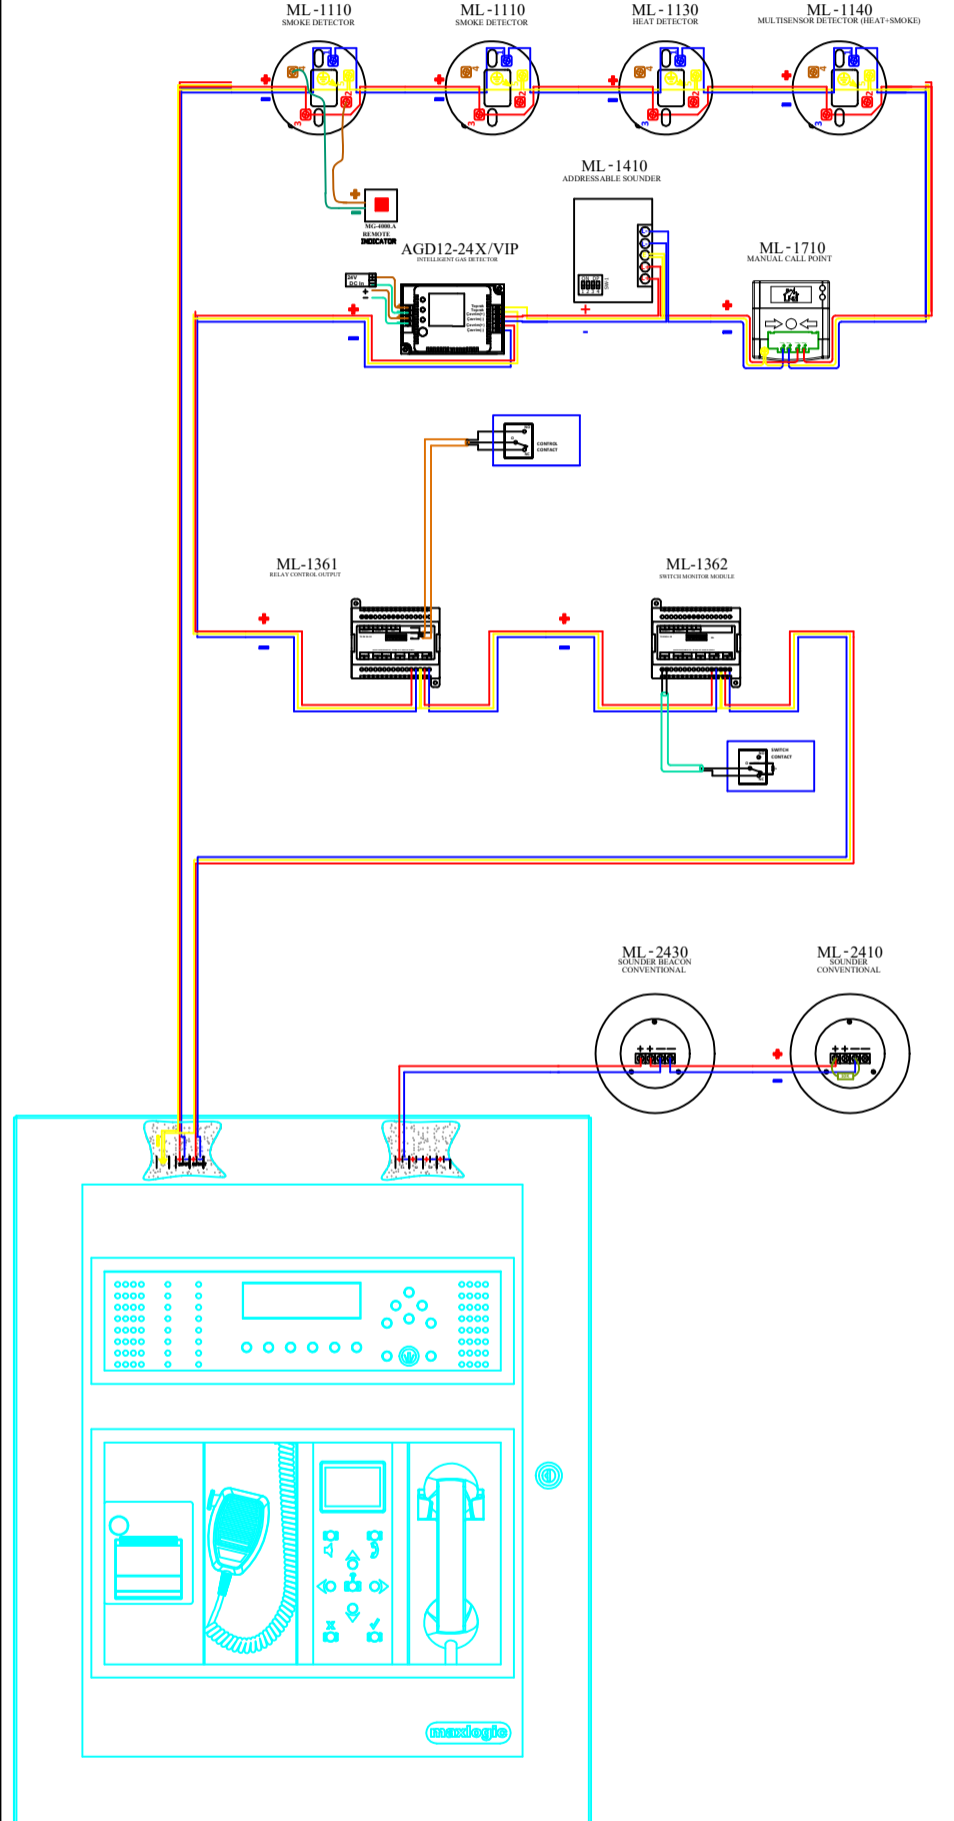 ML-1110
SMOKE DETECTOR
ML-1110
SMOKE DETECTOR
ML-1130
HEAT DETECTOR
ML-1140
MULTISENSOR DETECTOR (HEAT+SMOKE)
MG-4000.A
REMOTE
INDICATOR
ML-1410
ADDRESSABLE SOUNDER
AGD12-24X/VIP
INTELLIGENT GAS DETECTOR
24V
DC In
ML-1710
MANUAL CALL POINT
CONTROL
CONTACT
ML-1361
RELAY CONTROL OUTPUT
ML-1362
SWITCH MONITOR MODULE
SWITCH
CONTACT
ML-2430
SOUNDER BEACON
CONVENTIONAL
ML-2410
SOUNDER
CONVENTIONAL
maxlogic